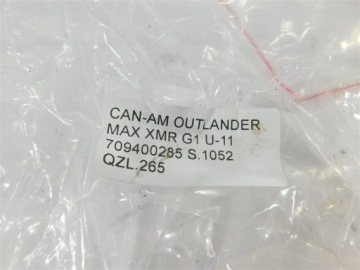 CAN-AM OUTLANDER
MAX XMR G1 U-11
709400285 S.1052
QZL.265